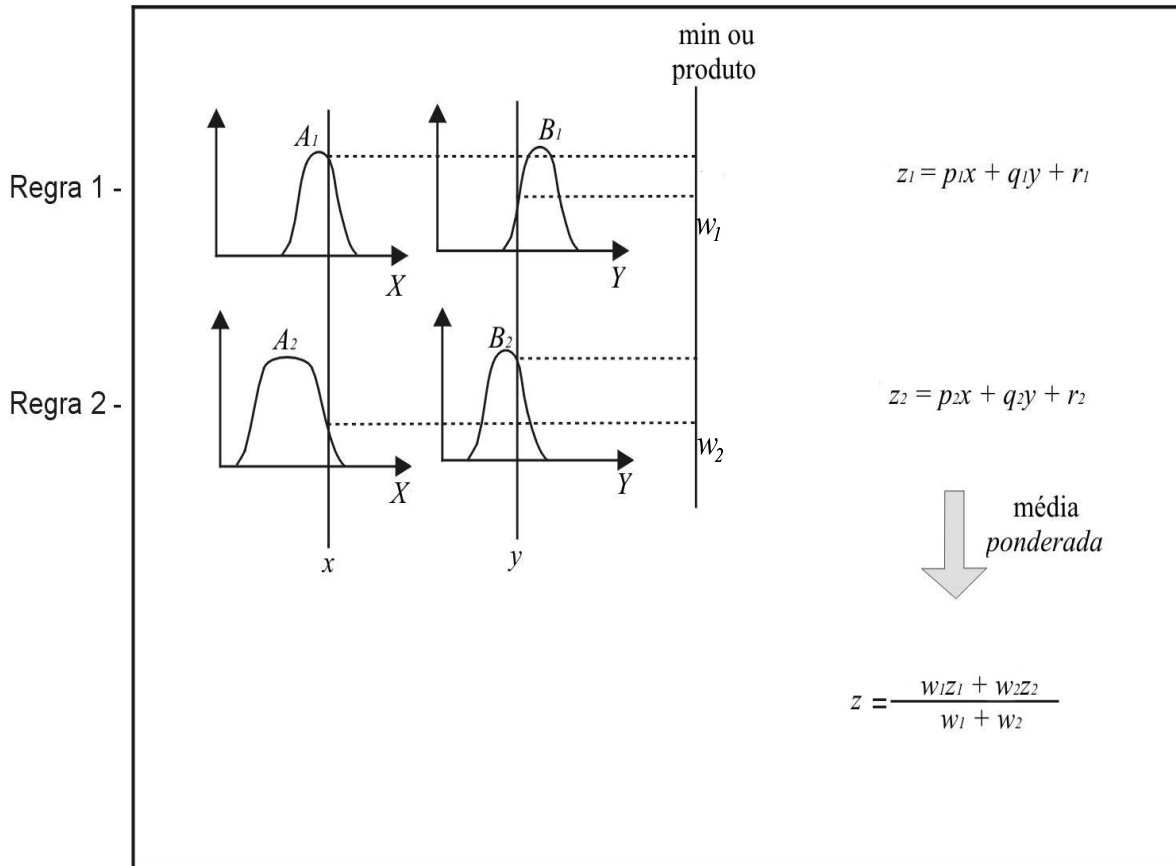 min ou
produto
Regra 1 -
A1
B1
X
Y
w1
z1 = p1x + q1y + r1
Regra 2 -
A2
B2
X
Y
w2
z2 = p2x + q2y + r2
x
y
média
ponderada
z = w1z1 + w2z2
w1 + w2